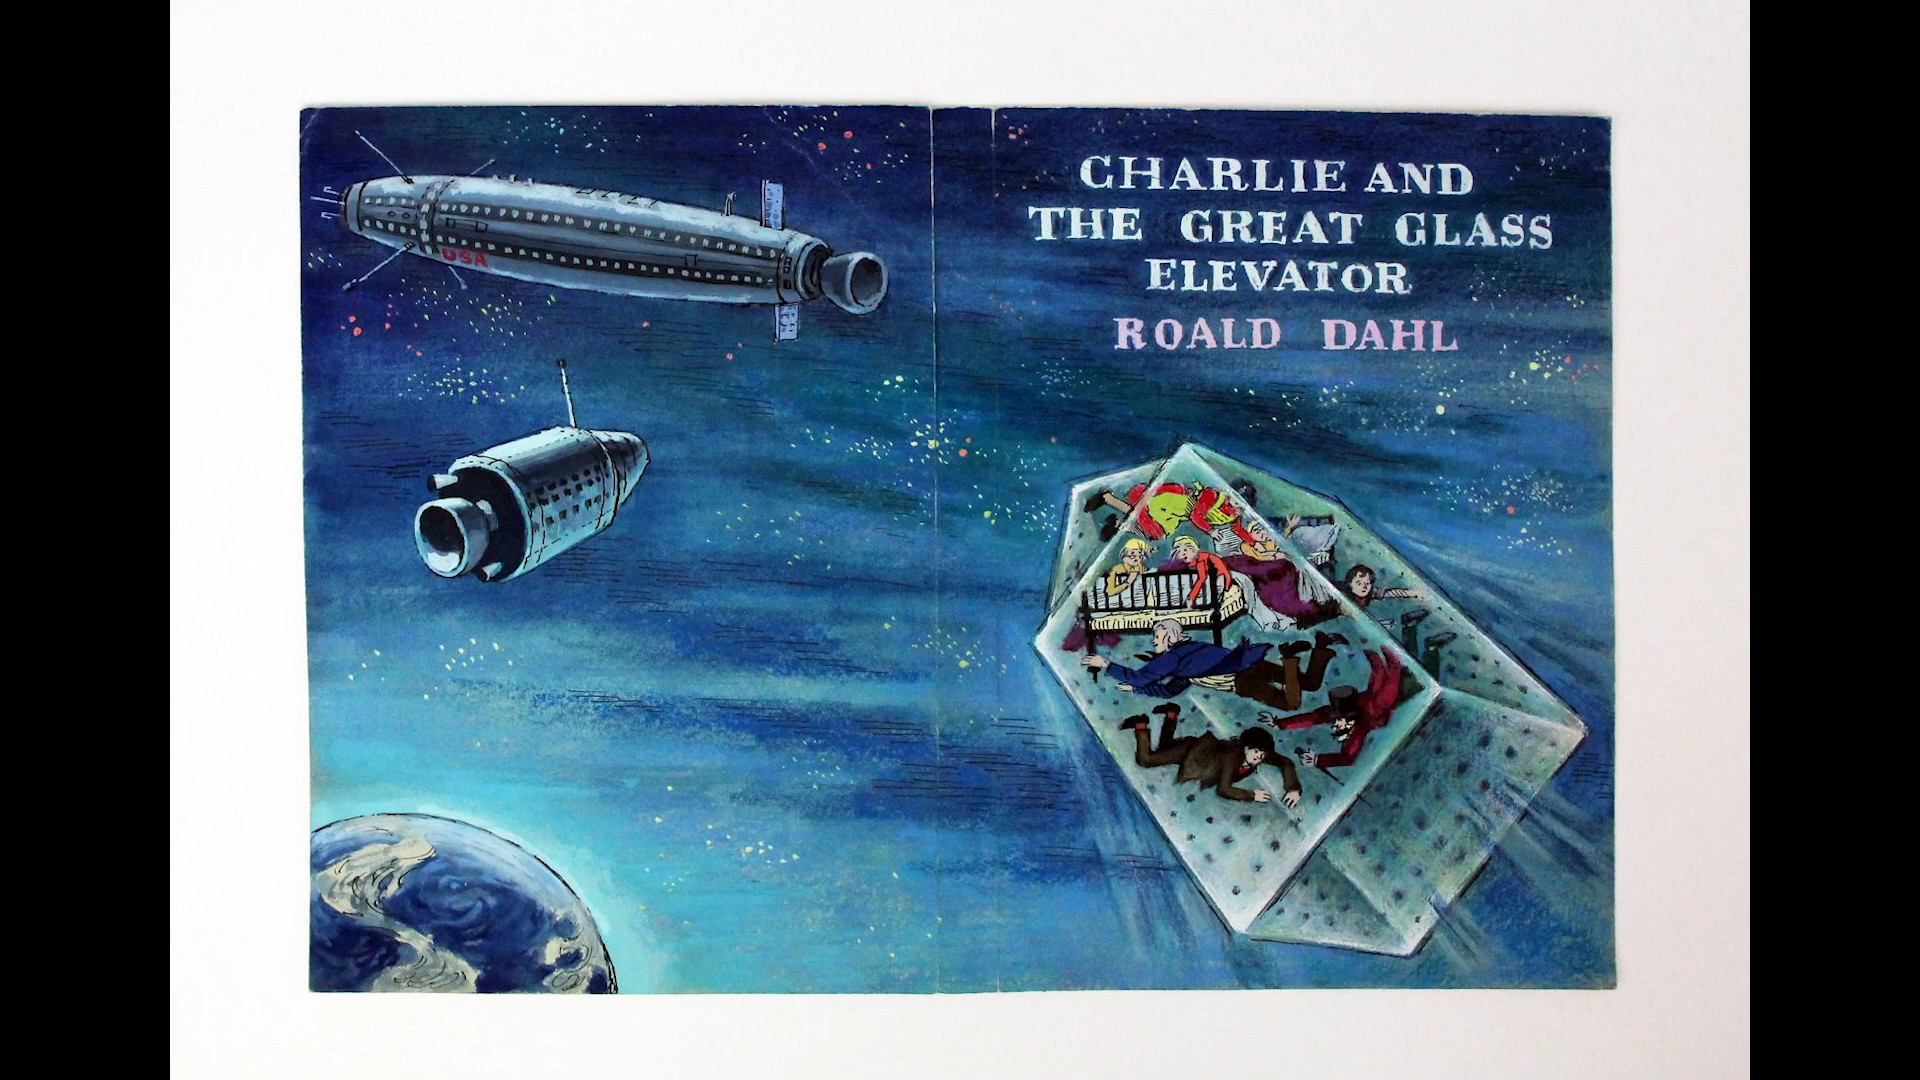 USA
CHARLIE AND
THE GREAT GLASS
ELEVATOR
ROALD DAHL